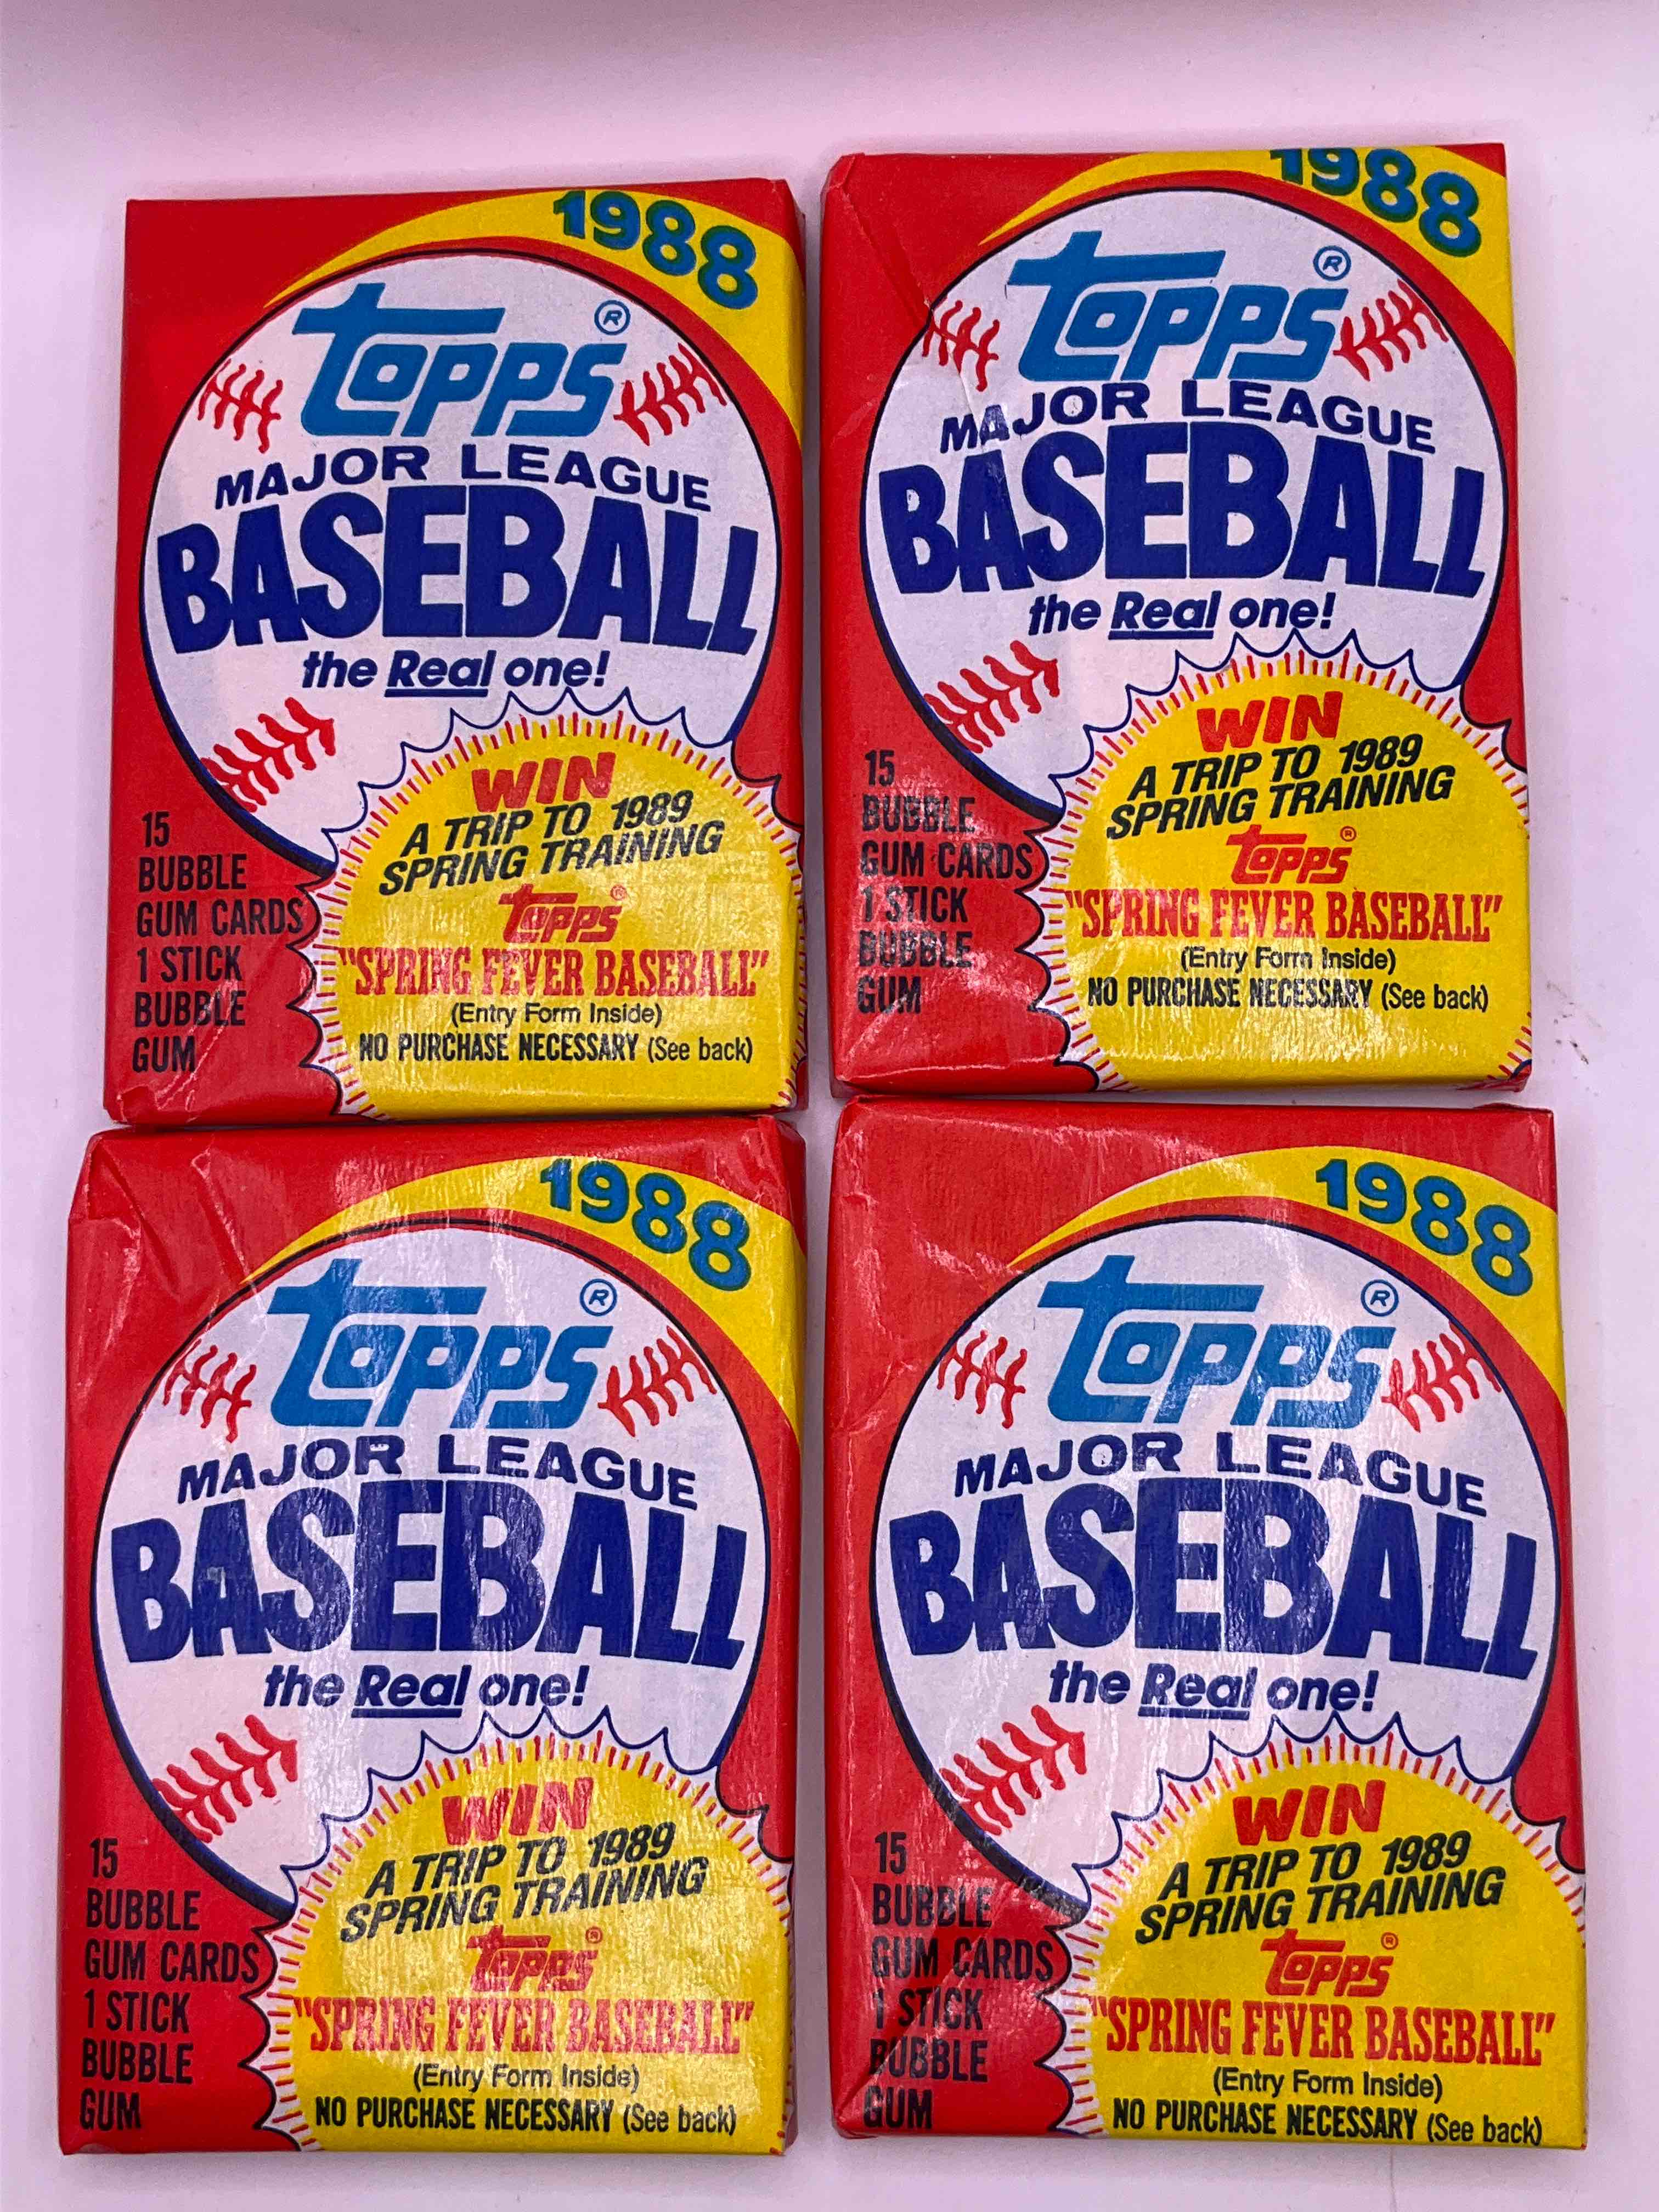 1988
Topps®
MAJOR LEAGUE
BASEBALL
the Real one!
15
BUBBLE
GUM CARDS
1 STICK
BUBBLE
GUM
WIN
A TRIP TO 1989
SPRING TRAINING
Topps®
"SPRING FEVER BASEBALL"
(Entry Form Inside)
NO PURCHASE NECESSARY (See back)
1988
Topps®
MAJOR LEAGUE
BASEBALL
the Real one!
15
BUBBLE
GUM CARDS
1 STICK
BUBBLE
GUM
WIN
A TRIP TO 1989
SPRING TRAINING
Topps®
"SPRING FEVER BASEBALL"
(Entry Form Inside)
NO PURCHASE NECESSARY (See back)
1988
Topps®
MAJOR LEAGUE
BASEBALL
the Real one!
15
BUBBLE
GUM CARDS
1 STICK
BUBBLE
GUM
WIN
A TRIP TO 1989
SPRING TRAINING
Topps®
"SPRING FEVER BASEBALL"
(Entry Form Inside)
NO PURCHASE NECESSARY (See back)
1988
Topps®
MAJOR LEAGUE
BASEBALL
the Real one!
15
BUBBLE
GUM CARDS
1 STICK
BUBBLE
GUM
WIN
A TRIP TO 1989
SPRING TRAINING
Topps®
"SPRING FEVER BASEBALL"
(Entry Form Inside)
NO PURCHASE NECESSARY (See back)